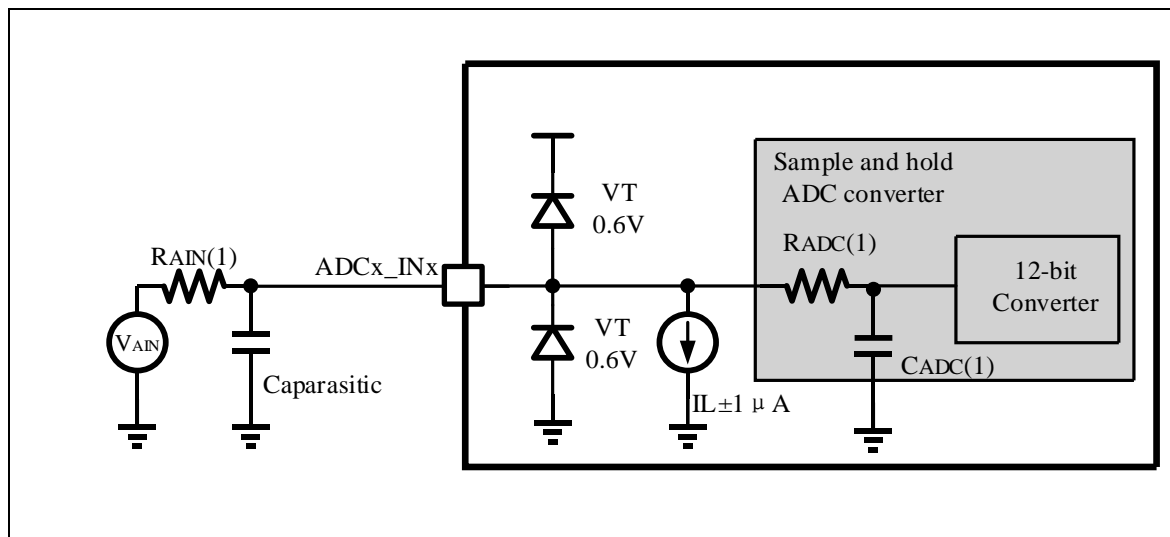 Sample and hold
ADC converter
VT
0.6V
RAIN(1)
ADCx_INx
RADC(1)
12-bit
Converter
VAIN
VT
0.6V
Caparasitic
CADC(1)
IL±1 μA